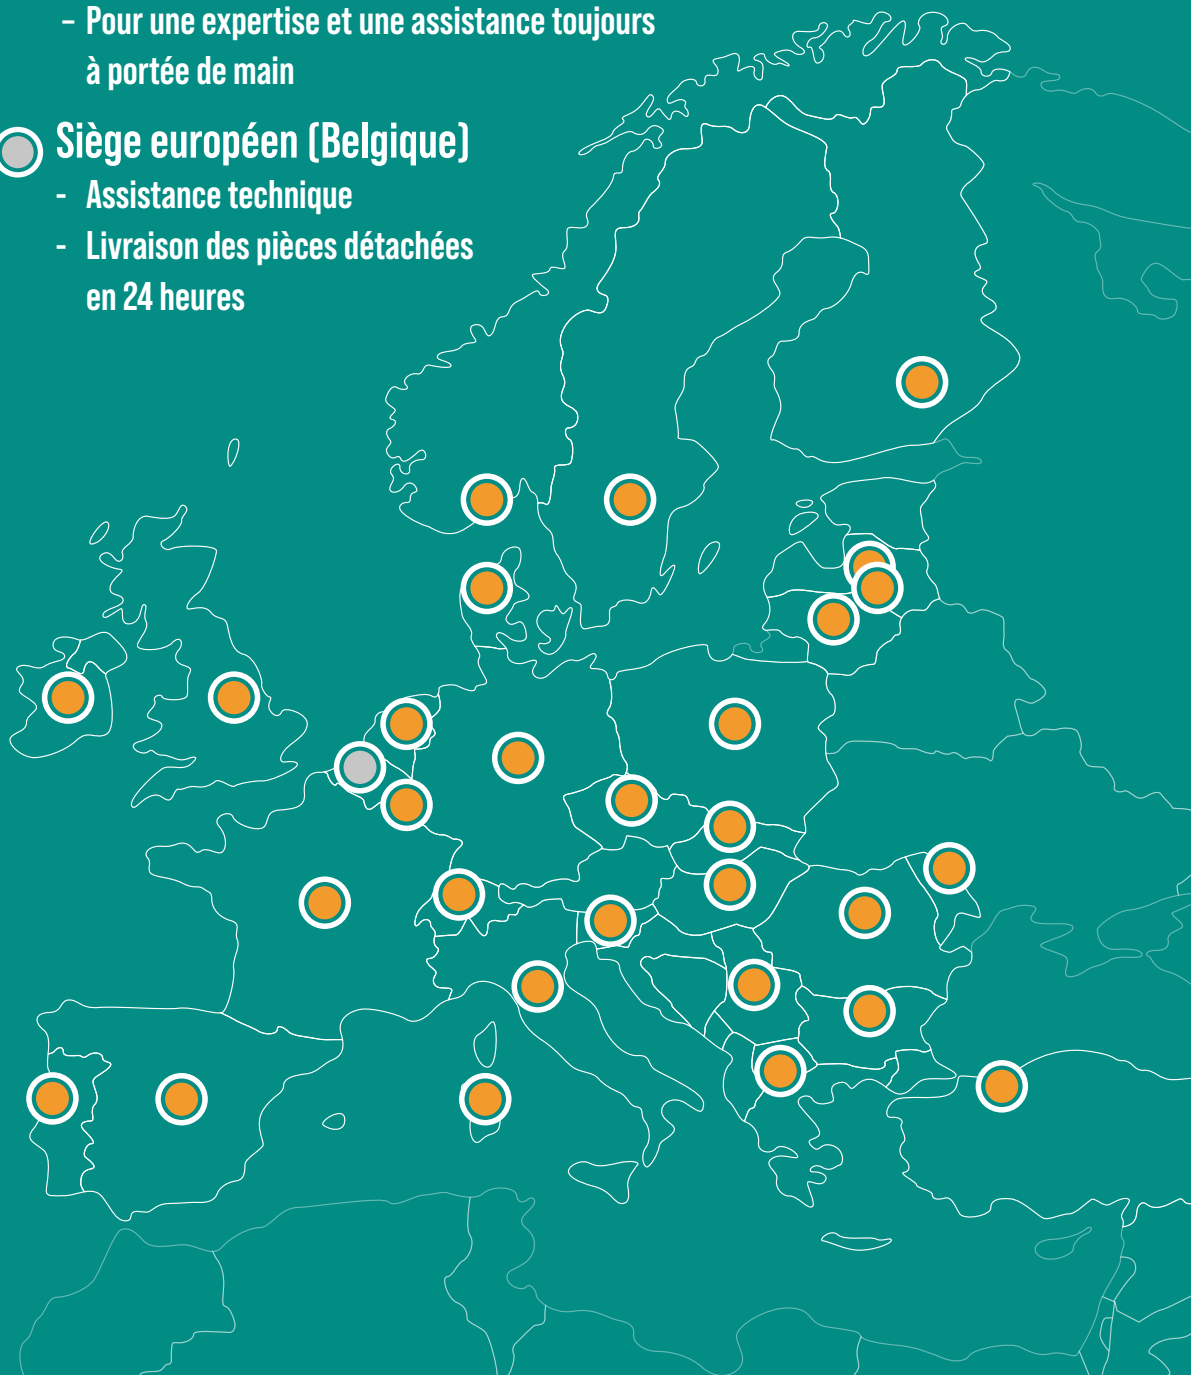 – Pour une expertise et une assistance toujours
à portée de main
Siège européen (Belgique)
- Assistance technique
- Livraison des pièces détachées
en 24 heures